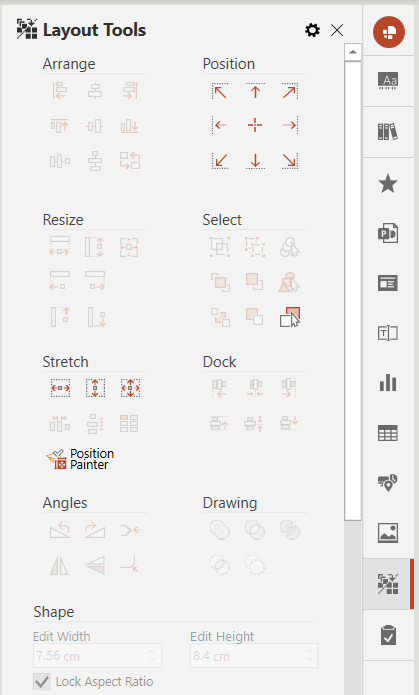 Layout Tools
Arrange
Position
Resize
Select
Stretch
Dock
Position
Painter
Angles
Drawing
Shape
Edit Width
Edit Height
7.56 cm
8.4 cm
Lock Aspect Ratio
Aa